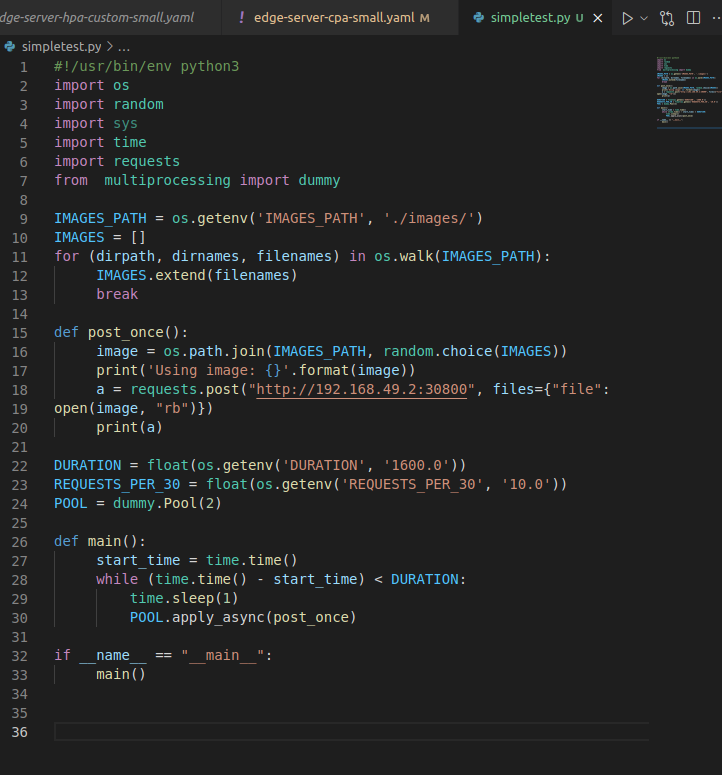 dge-server-hpa-custom-small.yaml ! edge-server-cpa-small.yaml M simpletest.py U
simpletest.py > ...
1 #!/usr/bin/env python3
2 import os
3 import random
4 import sys
5 import time
6 import requests
7 from  multiprocessing import dummy
8
9 IMAGES_PATH = os.getenv('IMAGES_PATH', './images/')
10 IMAGES = []
11 for (dirpath, dirnames, filenames) in os.walk(IMAGES_PATH):
12      IMAGES.extend(filenames)
13      break
14
15 def post_once():
16      image = os.path.join(IMAGES_PATH, random.choice(IMAGES))
17      print('Using image: {}'.format(image))
18      a = requests.post("http://192.168.49.2:30800", files={"file":
19 open(image, "rb")})
20      print(a)
21
22 DURATION = float(os.getenv('DURATION', '1600.0'))
23 REQUESTS_PER_30 = float(os.getenv('REQUESTS_PER_30', '10.0'))
24 POOL = dummy.Pool(2)
25
26 def main():
27      start_time = time.time()
28      while (time.time() - start_time) < DURATION:
29          time.sleep(1)
30          POOL.apply_async(post_once)
31
32 if __name__ == "__main__":
33      main()
34
35
36